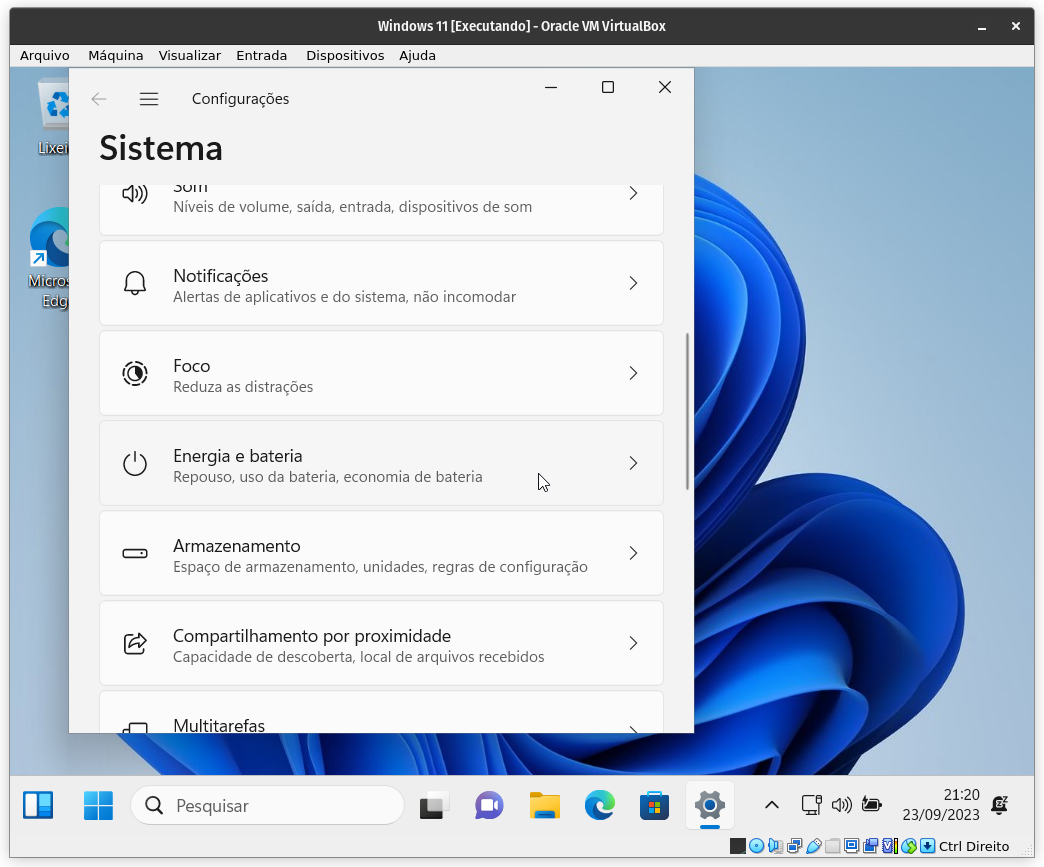 Windows 11 [Executando] - Oracle VM VirtualBox
Arquivo Máquina Visualizar Entrada Dispositivos Ajuda
Configurações
Sistema
Som
Níveis de volume, saída, entrada, dispositivos de som
Notificações
Alertas de aplicativos e do sistema, não incomodar
Foco
Reduza as distrações
Energia e bateria
Repouso, uso da bateria, economia de bateria
Armazenamento
Espaço de armazenamento, unidades, regras de configuração
Compartilhamento por proximidade
Capacidade de descoberta, local de arquivos recebidos
Multitarefas
Lixei
Micros
Edg
Pesquisar
21:20
23/09/2023
Ctrl Direito